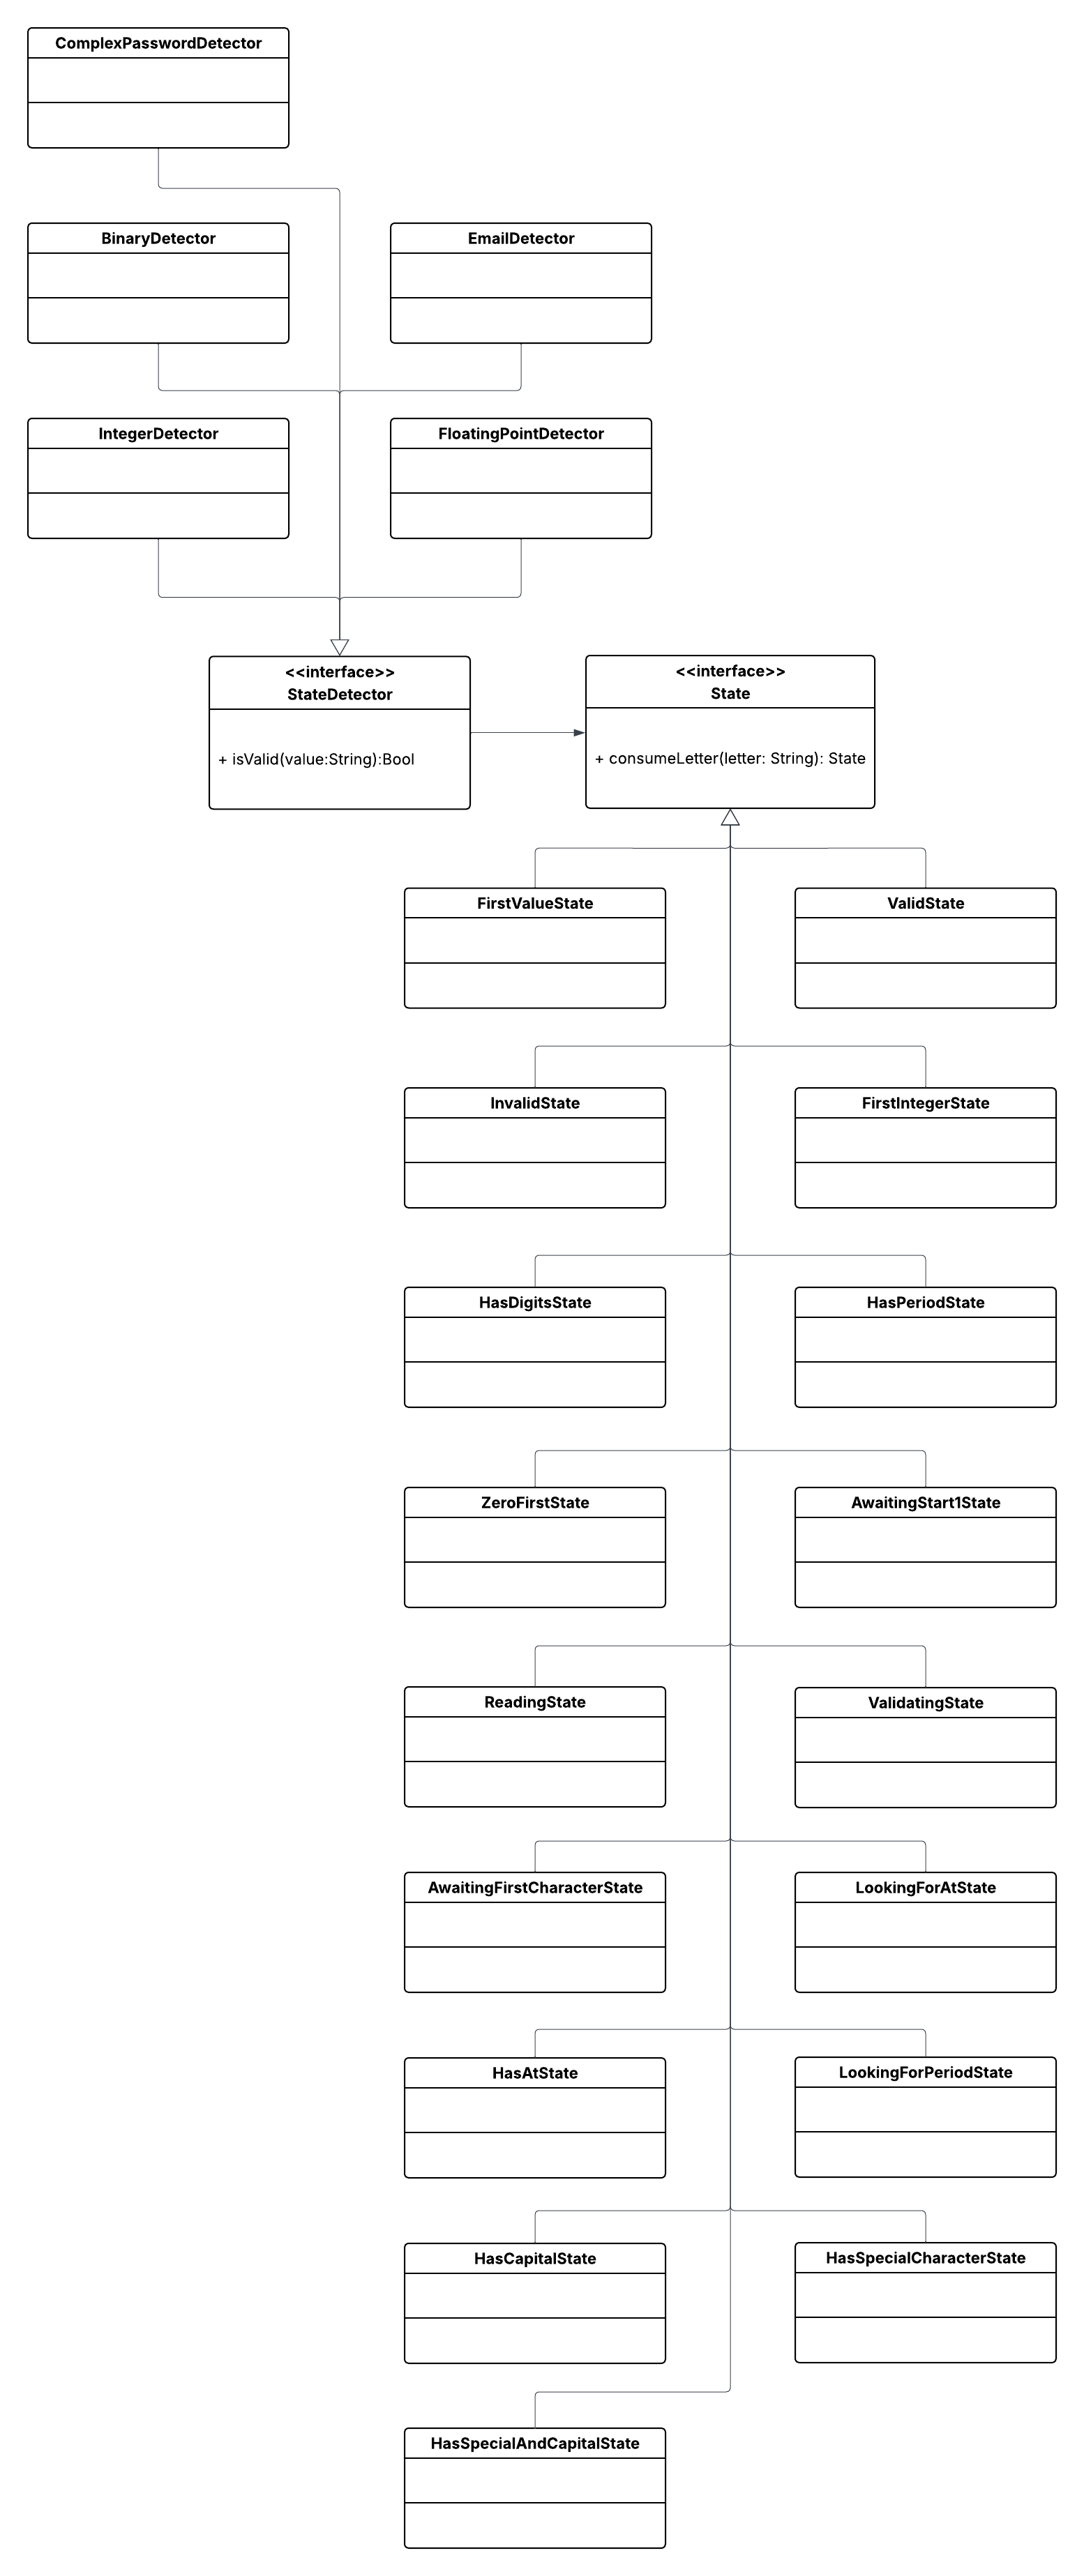 ComplexPasswordDetector
BinaryDetector
EmailDetector
IntegerDetector
FloatingPointDetector
<<interface>>
StateDetector
+ isValid(value:String):Bool
<<interface>>
State
+ consumeLetter(letter: String): State
FirstValueState
ValidState
InvalidState
FirstIntegerState
HasDigitsState
HasPeriodState
ZeroFirstState
AwaitingStart1State
ReadingState
ValidatingState
AwaitingFirstCharacterState
LookingForAtState
HasAtState
LookingForPeriodState
HasCapitalState
HasSpecialCharacterState
HasSpecialAndCapitalState